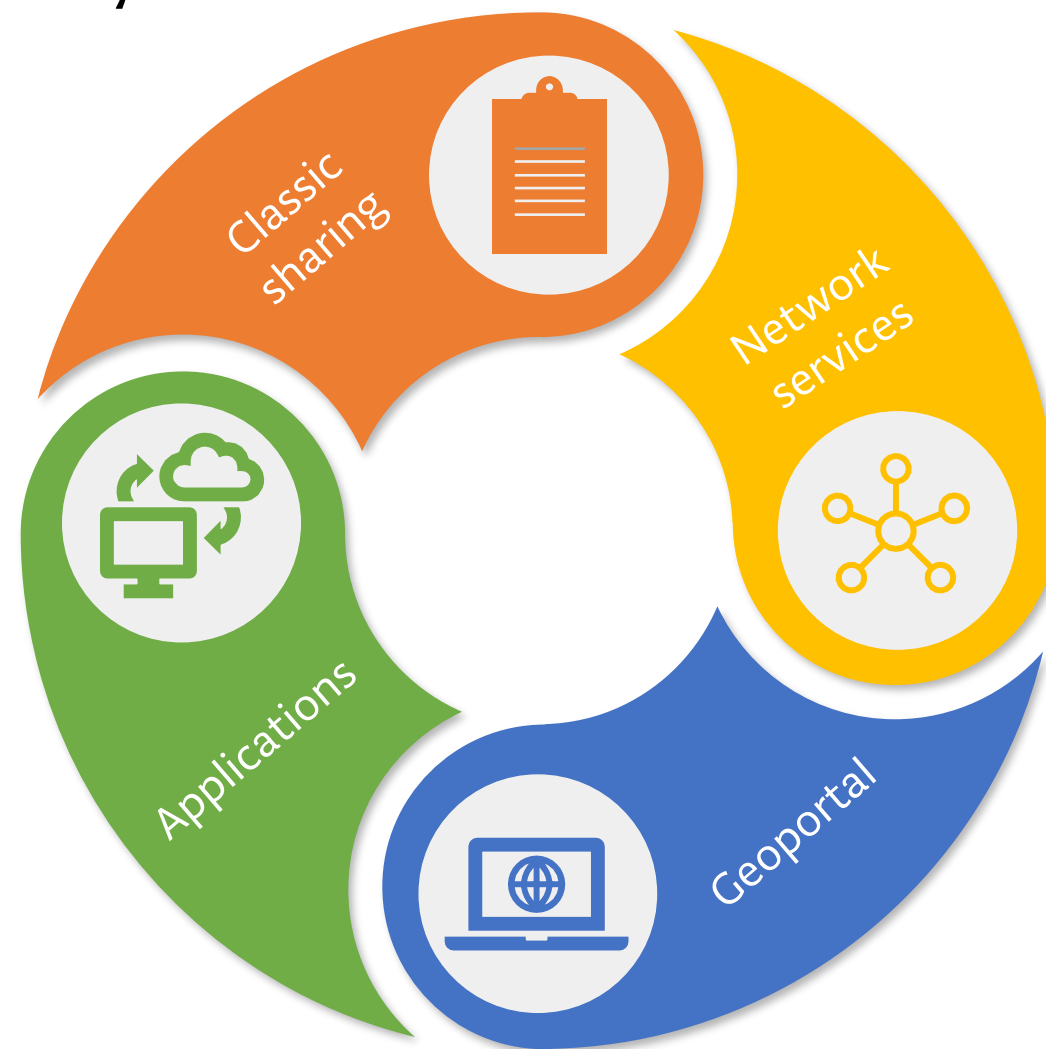 Classic
sharing
Network
services
Geoportal
Applications